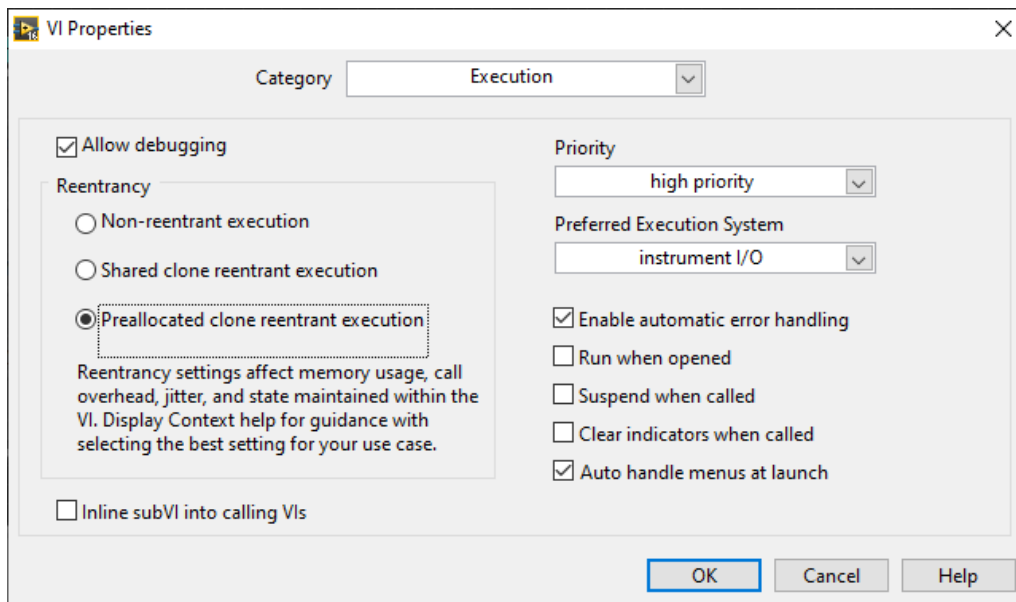 VI Properties
Category
Execution
Allow debugging
Reentrancy
Non-reentrant execution
Shared clone reentrant execution
Preallocated clone reentrant execution
Reentrancy settings affect memory usage, call
overhead, jitter, and state maintained within the
VI. Display Context help for guidance with
selecting the best setting for your use case.
Inline subVI into calling VIs
Priority
high priority
Preferred Execution System
instrument I/O
Enable automatic error handling
Run when opened
Suspend when called
Clear indicators when called
Auto handle menus at launch
OK
Cancel
Help